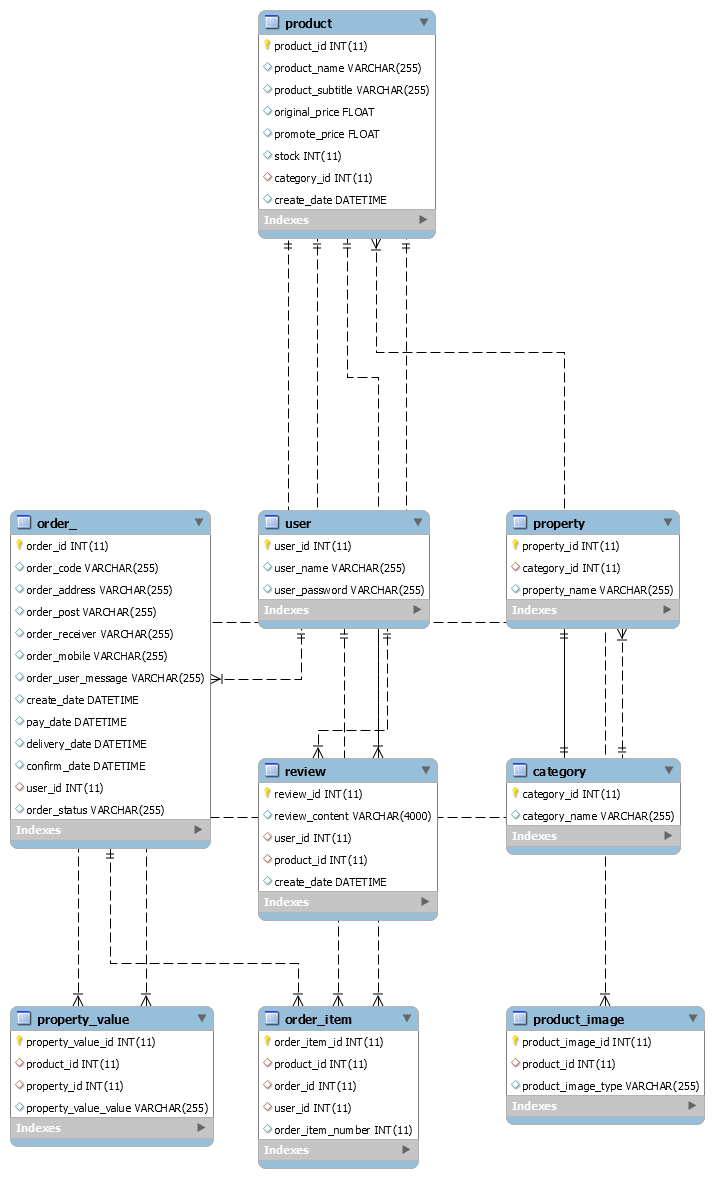 product
product_id INT(11)
product_name VARCHAR(255)
product_subtitle VARCHAR(255)
original_price FLOAT
promote_price FLOAT
stock INT(11)
category_id INT(11)
create_date DATETIME
Indexes
order_
order_id INT(11)
order_code VARCHAR(255)
order_address VARCHAR(255)
order_post VARCHAR(255)
order_receiver VARCHAR(255)
order_mobile VARCHAR(255)
order_user_message VARCHAR(255)
create_date DATETIME
pay_date DATETIME
delivery_date DATETIME
confirm_date DATETIME
user_id INT(11)
order_status VARCHAR(255)
Indexes
user
user_id INT(11)
user_name VARCHAR(255)
user_password VARCHAR(255)
Indexes
property
property_id INT(11)
category_id INT(11)
property_name VARCHAR(255)
Indexes
review
review_id INT(11)
review_content VARCHAR(4000)
user_id INT(11)
product_id INT(11)
create_date DATETIME
Indexes
category
category_id INT(11)
category_name VARCHAR(255)
Indexes
property_value
property_value_id INT(11)
product_id INT(11)
property_id INT(11)
property_value_value VARCHAR(255)
Indexes
order_item
order_item_id INT(11)
product_id INT(11)
order_id INT(11)
user_id INT(11)
order_item_number INT(11)
Indexes
product_image
product_image_id INT(11)
product_id INT(11)
product_image_type VARCHAR(255)
Indexes